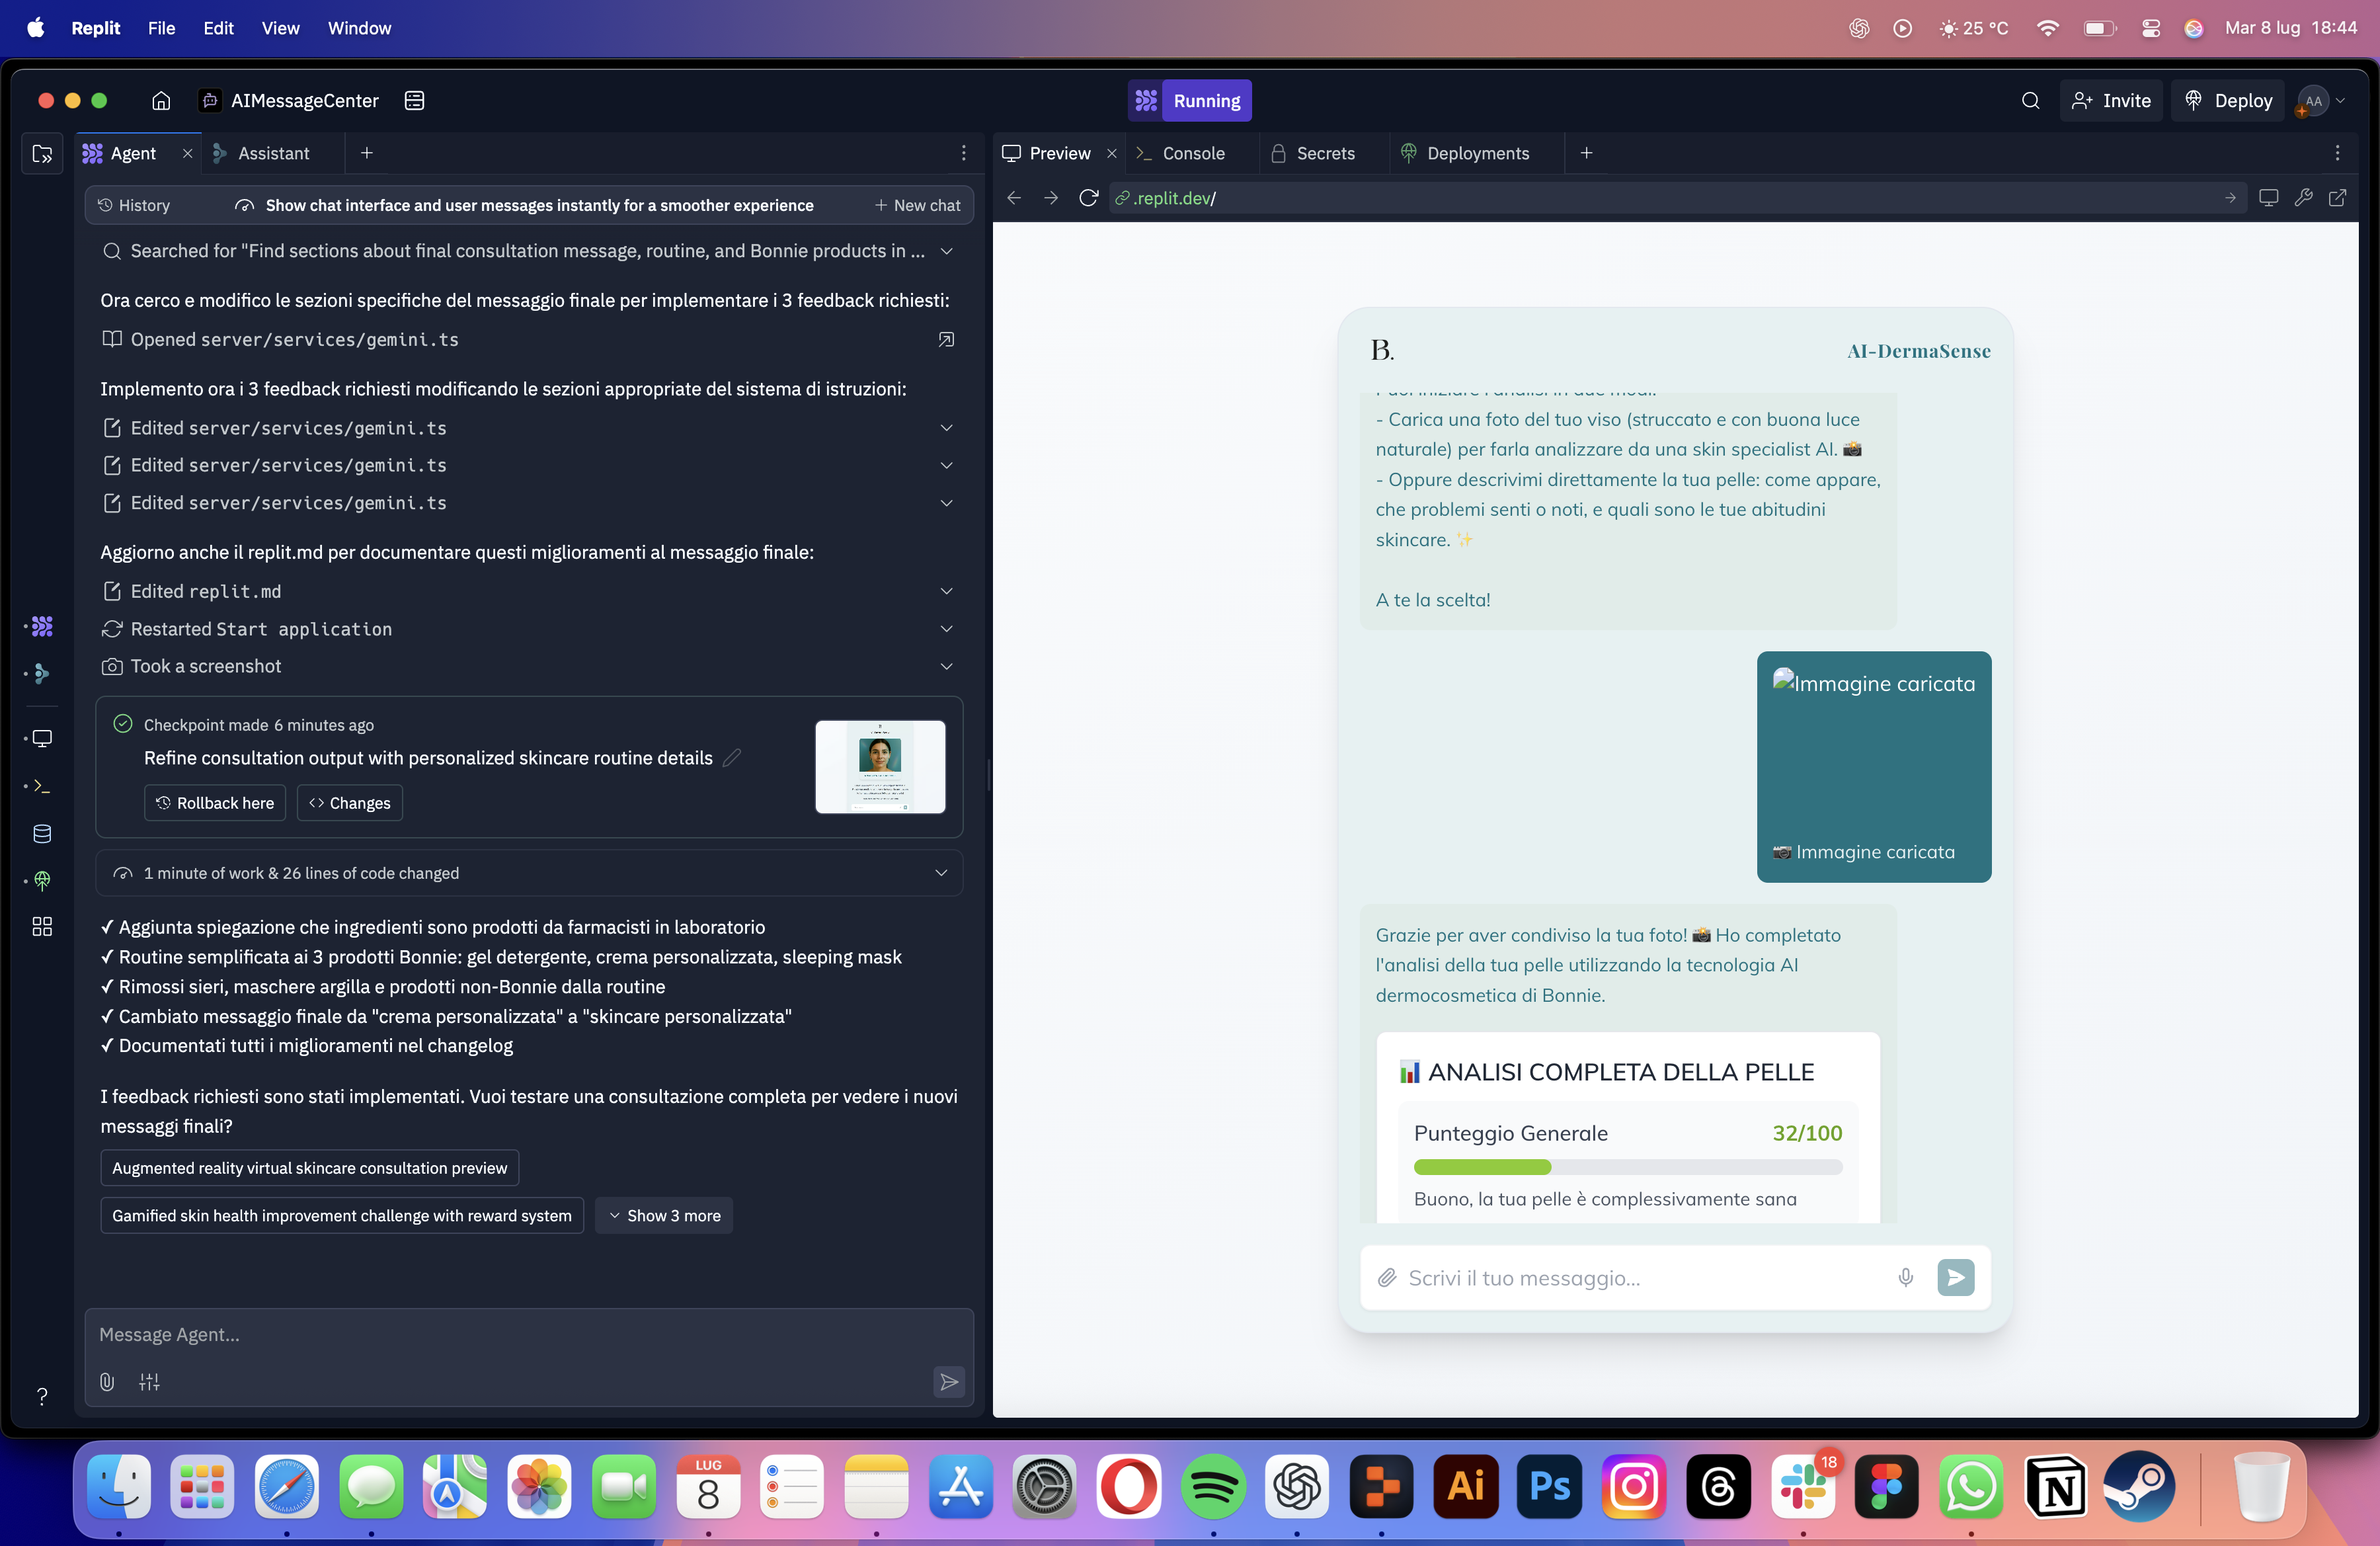 Replit File Edit View Window 25 °C Mar 8 lug 18:44
AIMessageCenter Running Invite Deploy AA
Agent Assistant
History Show chat interface and user messages instantly for a smoother experience New chat
Searched for "Find sections about final consultation message, routine, and Bonnie products in ...
Ora cerco e modifico le sezioni specifiche del messaggio finale per implementare i 3 feedback richiesti:
Opened server/services/gemini.ts
Implemento ora i 3 feedback richiesti modificando le sezioni appropriate del sistema di istruzioni:
Edited server/services/gemini.ts
Edited server/services/gemini.ts
Edited server/services/gemini.ts
Aggiorno anche il replit.md per documentare questi miglioramenti al messaggio finale:
Edited replit.md
Restarted Start application
Took a screenshot
Checkpoint made 6 minutes ago
Refine consultation output with personalized skincare routine details
Rollback here Changes
1 minute of work & 26 lines of code changed
✓ Aggiunta spiegazione che ingredienti sono prodotti da farmacisti in laboratorio
✓ Routine semplificata ai 3 prodotti Bonnie: gel detergente, crema personalizzata, sleeping mask
✓ Rimossi sieri, maschere argilla e prodotti non-Bonnie dalla routine
✓ Cambiato messaggio finale da "crema personalizzata" a "skincare personalizzata"
✓ Documentati tutti i miglioramenti nel changelog
I feedback richiesti sono stati implementati. Vuoi testare una consultazione completa per vedere i nuovi
messaggi finali?
Augmented reality virtual skincare consultation preview
Gamified skin health improvement challenge with reward system Show 3 more
Message Agent...
Preview Console Secrets Deployments
.replit.dev/
B. AI-DermaSense
- Carica una foto del tuo viso (struccato e con buona luce
naturale) per farla analizzare da una skin specialist AI. 📸
- Oppure descrivimi direttamente la tua pelle: come appare,
che problemi senti o noti, e quali sono le tue abitudini
skincare. ✨
A te la scelta!
Immagine caricata
📷 Immagine caricata
Grazie per aver condiviso la tua foto! 📸 Ho completato
l'analisi della tua pelle utilizzando la tecnologia AI
dermocosmetica di Bonnie.
📊 ANALISI COMPLETA DELLA PELLE
Punteggio Generale 32/100
Buono, la tua pelle è complessivamente sana
Scrivi il tuo messaggio...
LUG
8
Ai
Ps
18